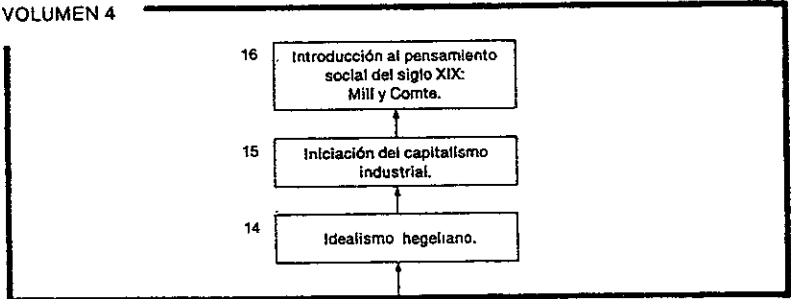 VOLUMEN 4
16
Introducción al pensamiento
social del siglo XIX:
Mill y Comte.
15
Iniciación del capitalismo
industrial.
14
Idealismo hegeliano.